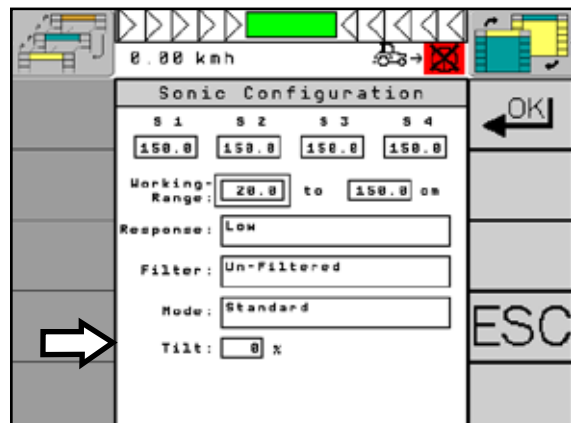 0.00 kmh
Sonic Configuration
S 1 S 2 S 3 S 4
150.0 150.0 150.0 150.0
Working-
Range: 20.0 to 150.0 cm
Response: Low
Filter: Un-Filtered
Mode: Standard
Tilt: 0 %
OK
ESC